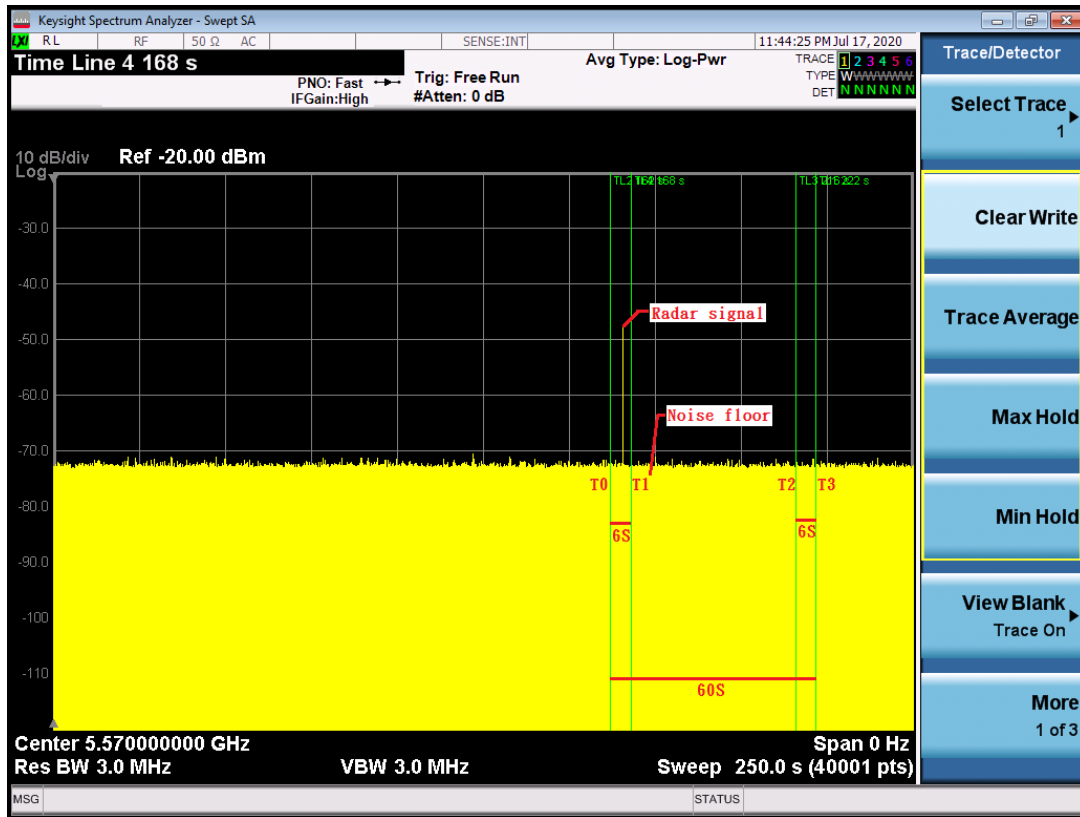 Keysight Spectrum Analyzer - Swept SA
LXI RL RF 50 Ω AC SENSE:INT 11:44:25 PM Jul 17, 2020
Time Line 4 168 s
PNO: Fast
IFGain:High
Trig: Free Run
#Atten: 0 dB
Avg Type: Log-Pwr
TRACE 1 2 3 4 5 6
TYPE WWWWWW
DET N N N N N N
10 dB/div Ref -20.00 dBm
Log
TL2 168 s
TL3 222 s
-30.0
-40.0
-50.0
-60.0
-70.0
-80.0
-90.0
-100
-110
Radar signal
Noise floor
T0 T1 T2 T3
6S 6S
60S
Center 5.570000000 GHz Span 0 Hz
Res BW 3.0 MHz VBW 3.0 MHz Sweep 250.0 s (40001 pts)
MSG STATUS
Trace/Detector
Select Trace
1
Clear Write
Trace Average
Max Hold
Min Hold
View Blank
Trace On
More
1 of 3